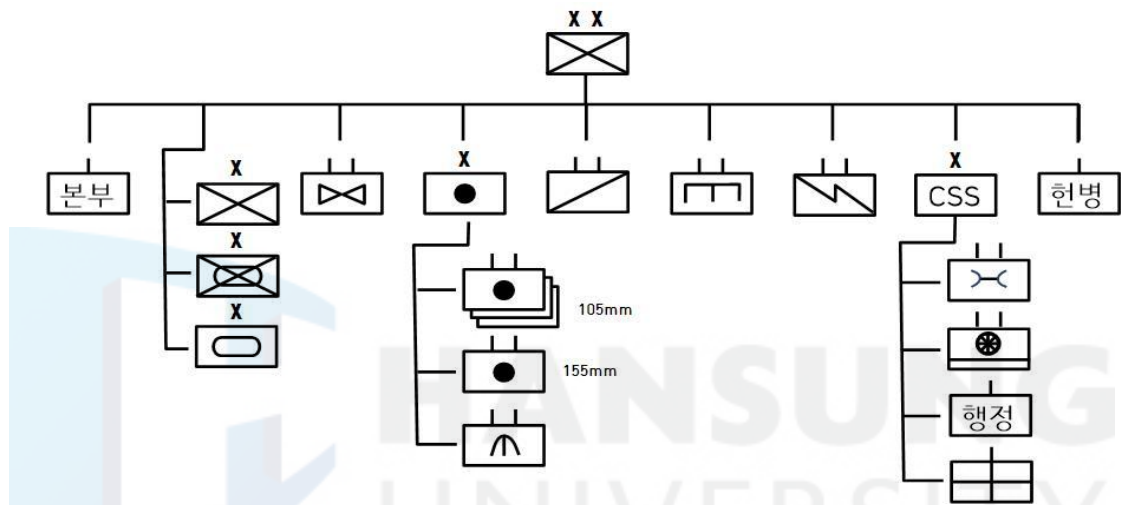 X X
X
X
본부
CSS
헌병
X
X
105mm
155mm
행정
HANSUNG
UNIVERSITY